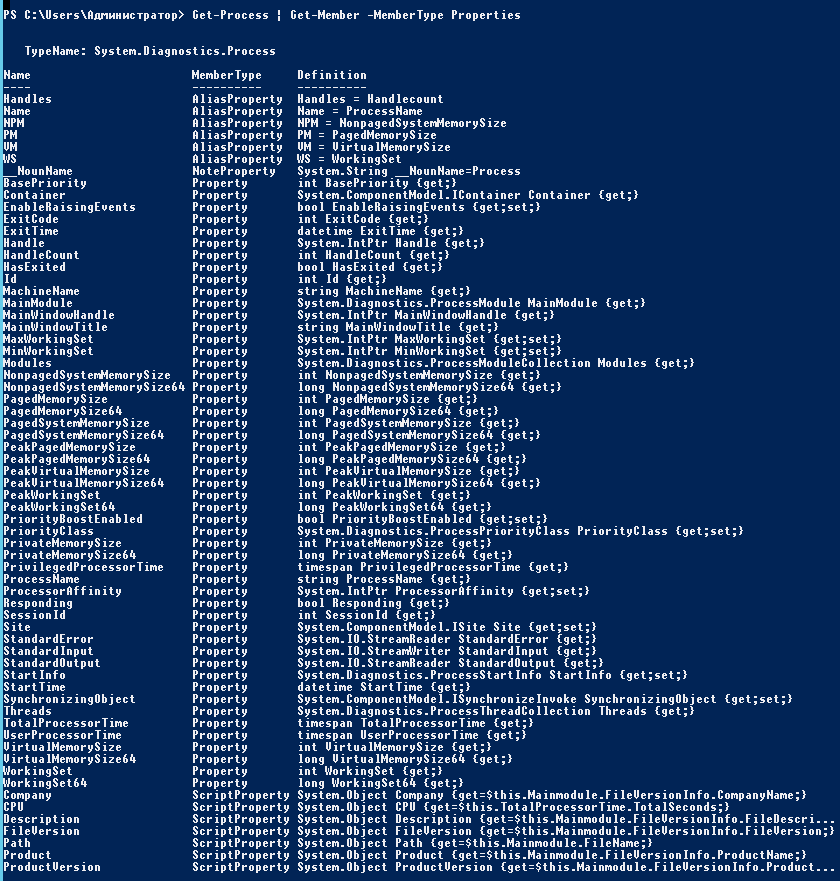 PS C:\Users\Администратор> Get-Process | Get-Member -MemberType Properties
TypeName: System.Diagnostics.Process
Name MemberType Definition
---- ---------- ----------
Handles AliasProperty Handles = Handlecount
Name AliasProperty Name = ProcessName
NPM AliasProperty NPM = NonpagedSystemMemorySize
PM AliasProperty PM = PagedMemorySize
VM AliasProperty VM = VirtualMemorySize
WS AliasProperty WS = WorkingSet
__NounName NoteProperty System.String __NounName=Process
BasePriority Property int BasePriority {get;}
Container Property System.ComponentModel.IContainer Container {get;}
EnableRaisingEvents Property bool EnableRaisingEvents {get;set;}
ExitCode Property int ExitCode {get;}
ExitTime Property datetime ExitTime {get;}
Handle Property System.IntPtr Handle {get;}
HandleCount Property int HandleCount {get;}
HasExited Property bool HasExited {get;}
Id Property int Id {get;}
MachineName Property string MachineName {get;}
MainModule Property System.Diagnostics.ProcessModule MainModule {get;}
MainWindowHandle Property System.IntPtr MainWindowHandle {get;}
MainWindowTitle Property string MainWindowTitle {get;}
MaxWorkingSet Property System.IntPtr MaxWorkingSet {get;set;}
MinWorkingSet Property System.IntPtr MinWorkingSet {get;set;}
Modules Property System.Diagnostics.ProcessModuleCollection Modules {get;}
NonpagedSystemMemorySize Property int NonpagedSystemMemorySize {get;}
NonpagedSystemMemorySize64 Property long NonpagedSystemMemorySize64 {get;}
PagedMemorySize Property int PagedMemorySize {get;}
PagedMemorySize64 Property long PagedMemorySize64 {get;}
PagedSystemMemorySize Property int PagedSystemMemorySize {get;}
PagedSystemMemorySize64 Property long PagedSystemMemorySize64 {get;}
PeakPagedMemorySize Property int PeakPagedMemorySize {get;}
PeakPagedMemorySize64 Property long PeakPagedMemorySize64 {get;}
PeakVirtualMemorySize Property int PeakVirtualMemorySize {get;}
PeakVirtualMemorySize64 Property long PeakVirtualMemorySize64 {get;}
PeakWorkingSet Property int PeakWorkingSet {get;}
PeakWorkingSet64 Property long PeakWorkingSet64 {get;}
PriorityBoostEnabled Property bool PriorityBoostEnabled {get;set;}
PriorityClass Property System.Diagnostics.ProcessPriorityClass PriorityClass {get;set;}
PrivateMemorySize Property int PrivateMemorySize {get;}
PrivateMemorySize64 Property long PrivateMemorySize64 {get;}
PrivilegedProcessorTime Property timespan PrivilegedProcessorTime {get;}
ProcessName Property string ProcessName {get;}
ProcessorAffinity Property System.IntPtr ProcessorAffinity {get;set;}
Responding Property bool Responding {get;}
SessionId Property int SessionId {get;}
Site Property System.ComponentModel.ISite Site {get;set;}
StandardError Property System.IO.StreamReader StandardError {get;}
StandardInput Property System.IO.StreamWriter StandardInput {get;}
StandardOutput Property System.IO.StreamReader StandardOutput {get;}
StartInfo Property System.Diagnostics.ProcessStartInfo StartInfo {get;set;}
StartTime Property datetime StartTime {get;}
SynchronizingObject Property System.ComponentModel.ISynchronizeInvoke SynchronizingObject {get;set;}
Threads Property System.Diagnostics.ProcessThreadCollection Threads {get;}
TotalProcessorTime Property timespan TotalProcessorTime {get;}
UserProcessorTime Property timespan UserProcessorTime {get;}
VirtualMemorySize Property int VirtualMemorySize {get;}
VirtualMemorySize64 Property long VirtualMemorySize64 {get;}
WorkingSet Property int WorkingSet {get;}
WorkingSet64 Property long WorkingSet64 {get;}
Company ScriptProperty System.Object Company {get=$this.Mainmodule.FileVersionInfo.CompanyName;}
CPU ScriptProperty System.Object CPU {get=$this.TotalProcessorTime.TotalSeconds;}
Description ScriptProperty System.Object Description {get=$this.Mainmodule.FileVersionInfo.FileDescri...
FileVersion ScriptProperty System.Object FileVersion {get=$this.Mainmodule.FileVersionInfo.FileVersion;}
Path ScriptProperty System.Object Path {get=$this.Mainmodule.FileName;}
Product ScriptProperty System.Object Product {get=$this.Mainmodule.FileVersionInfo.ProductName;}
ProductVersion ScriptProperty System.Object ProductVersion {get=$this.Mainmodule.FileVersionInfo.Product...